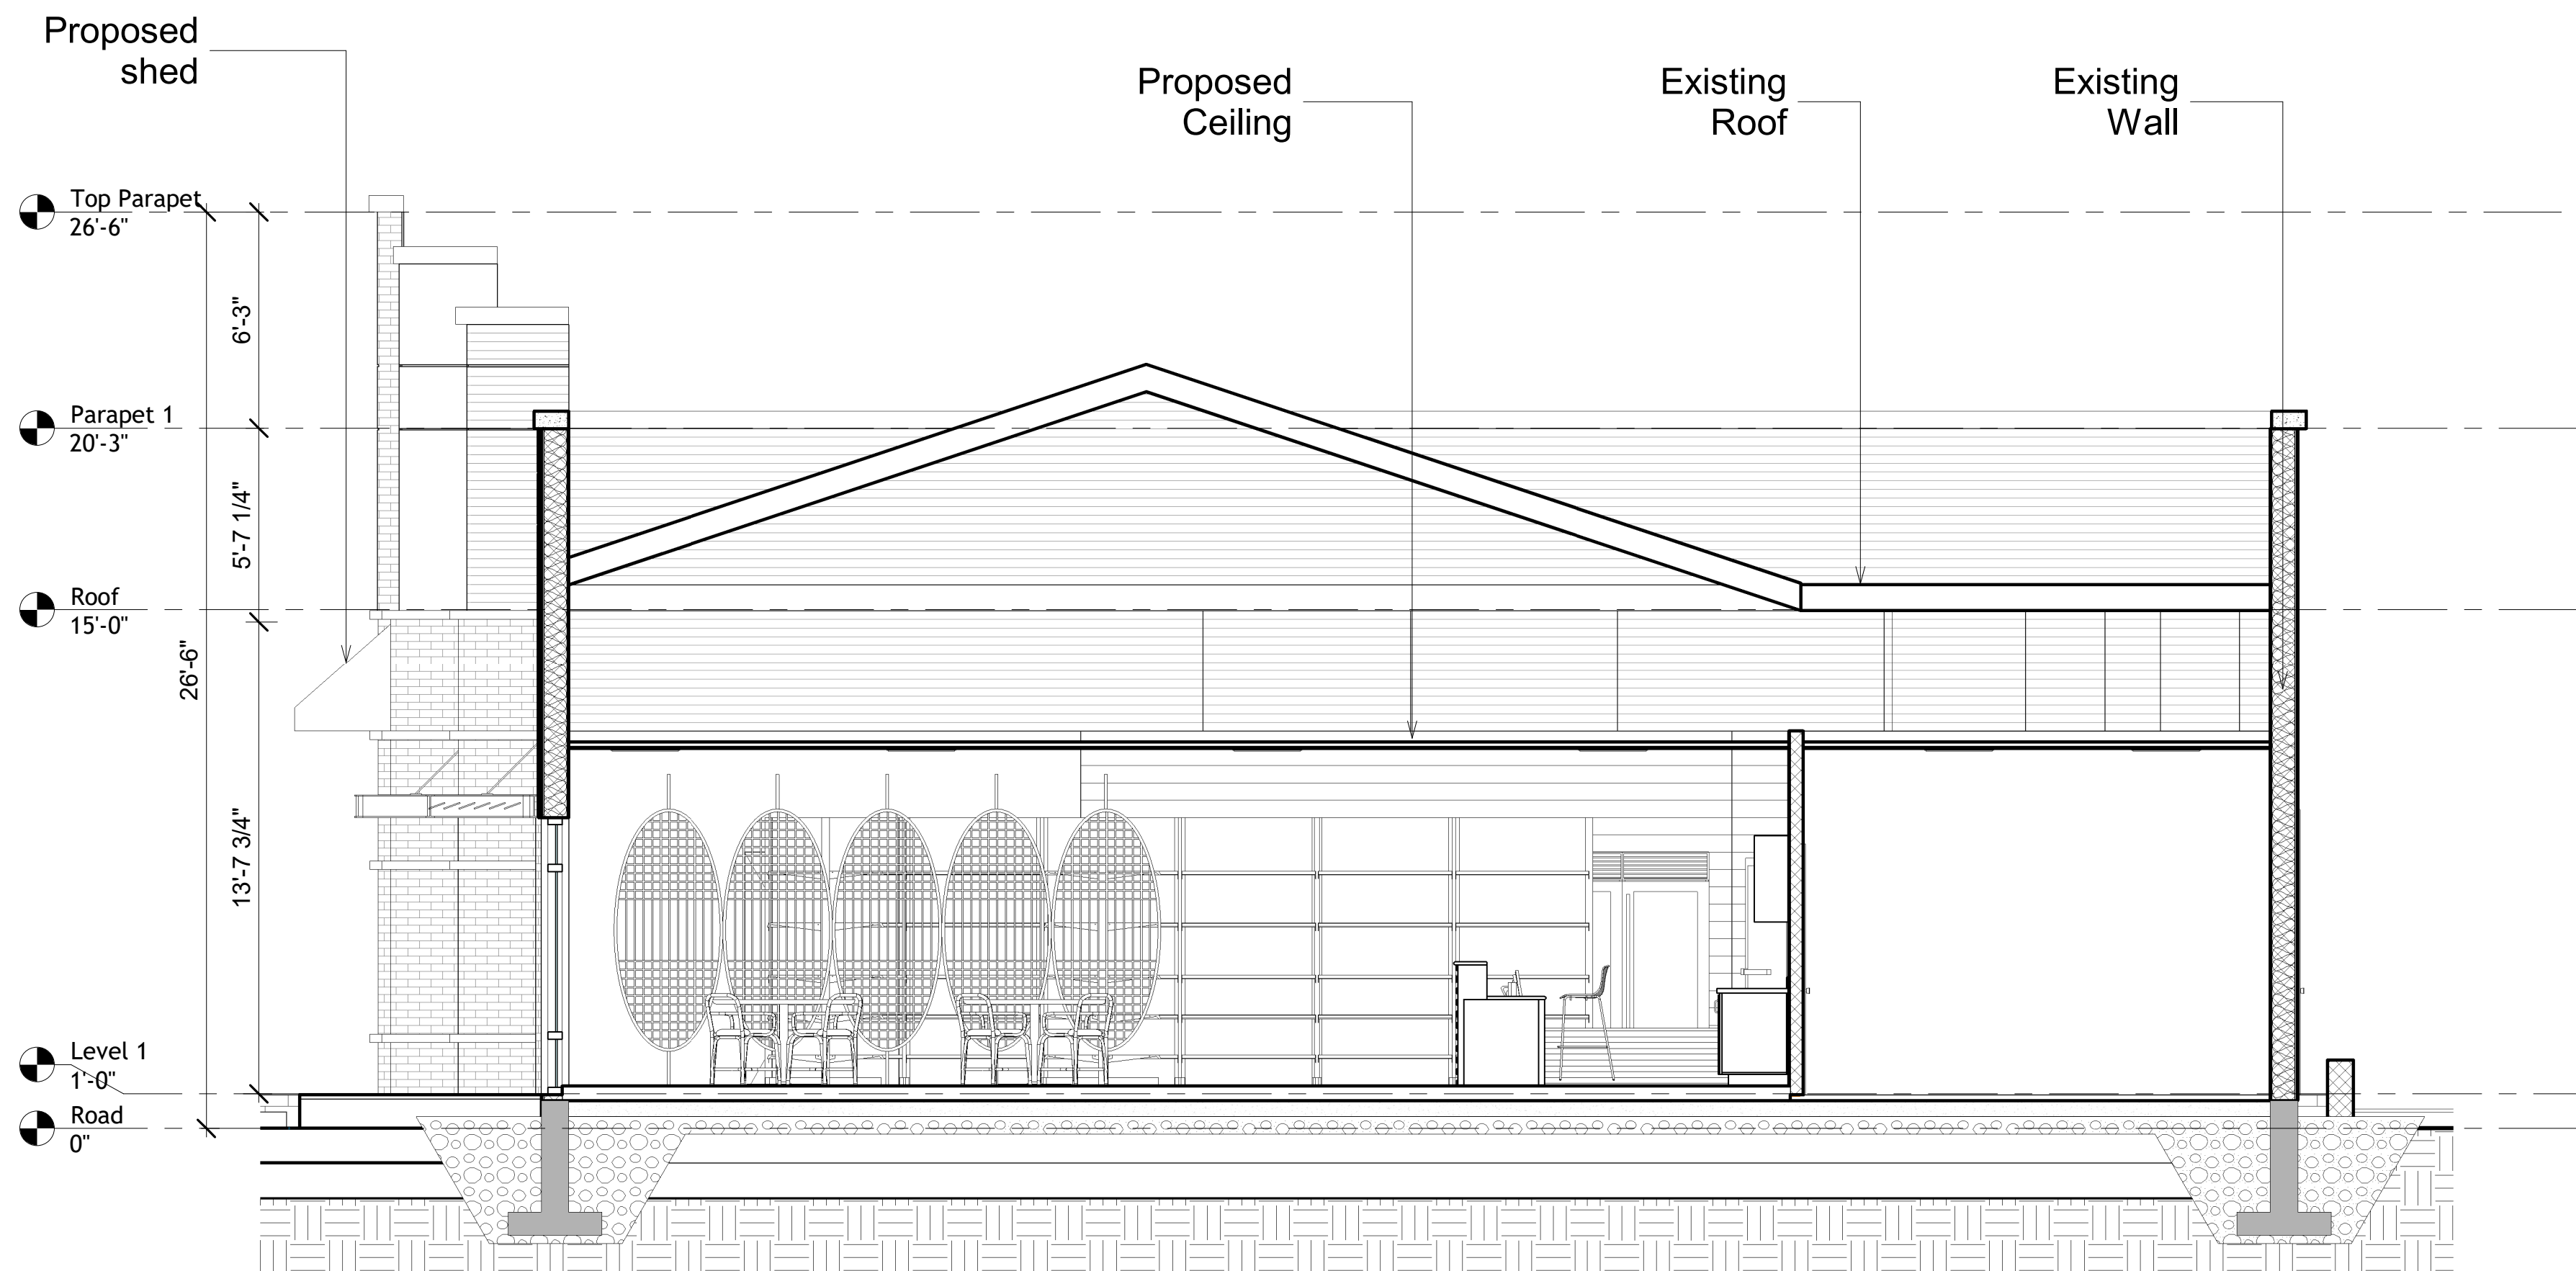 Proposed
shed
Proposed
Ceiling
Existing
Roof
Existing
Wall
Top Parapet
26'-6"
6'-3"
Parapet 1
20'-3"
5'-7 1/4"
Roof
15'-0"
26'-6"
13'-7 3/4"
Level 1
1'-0"
Road
0"